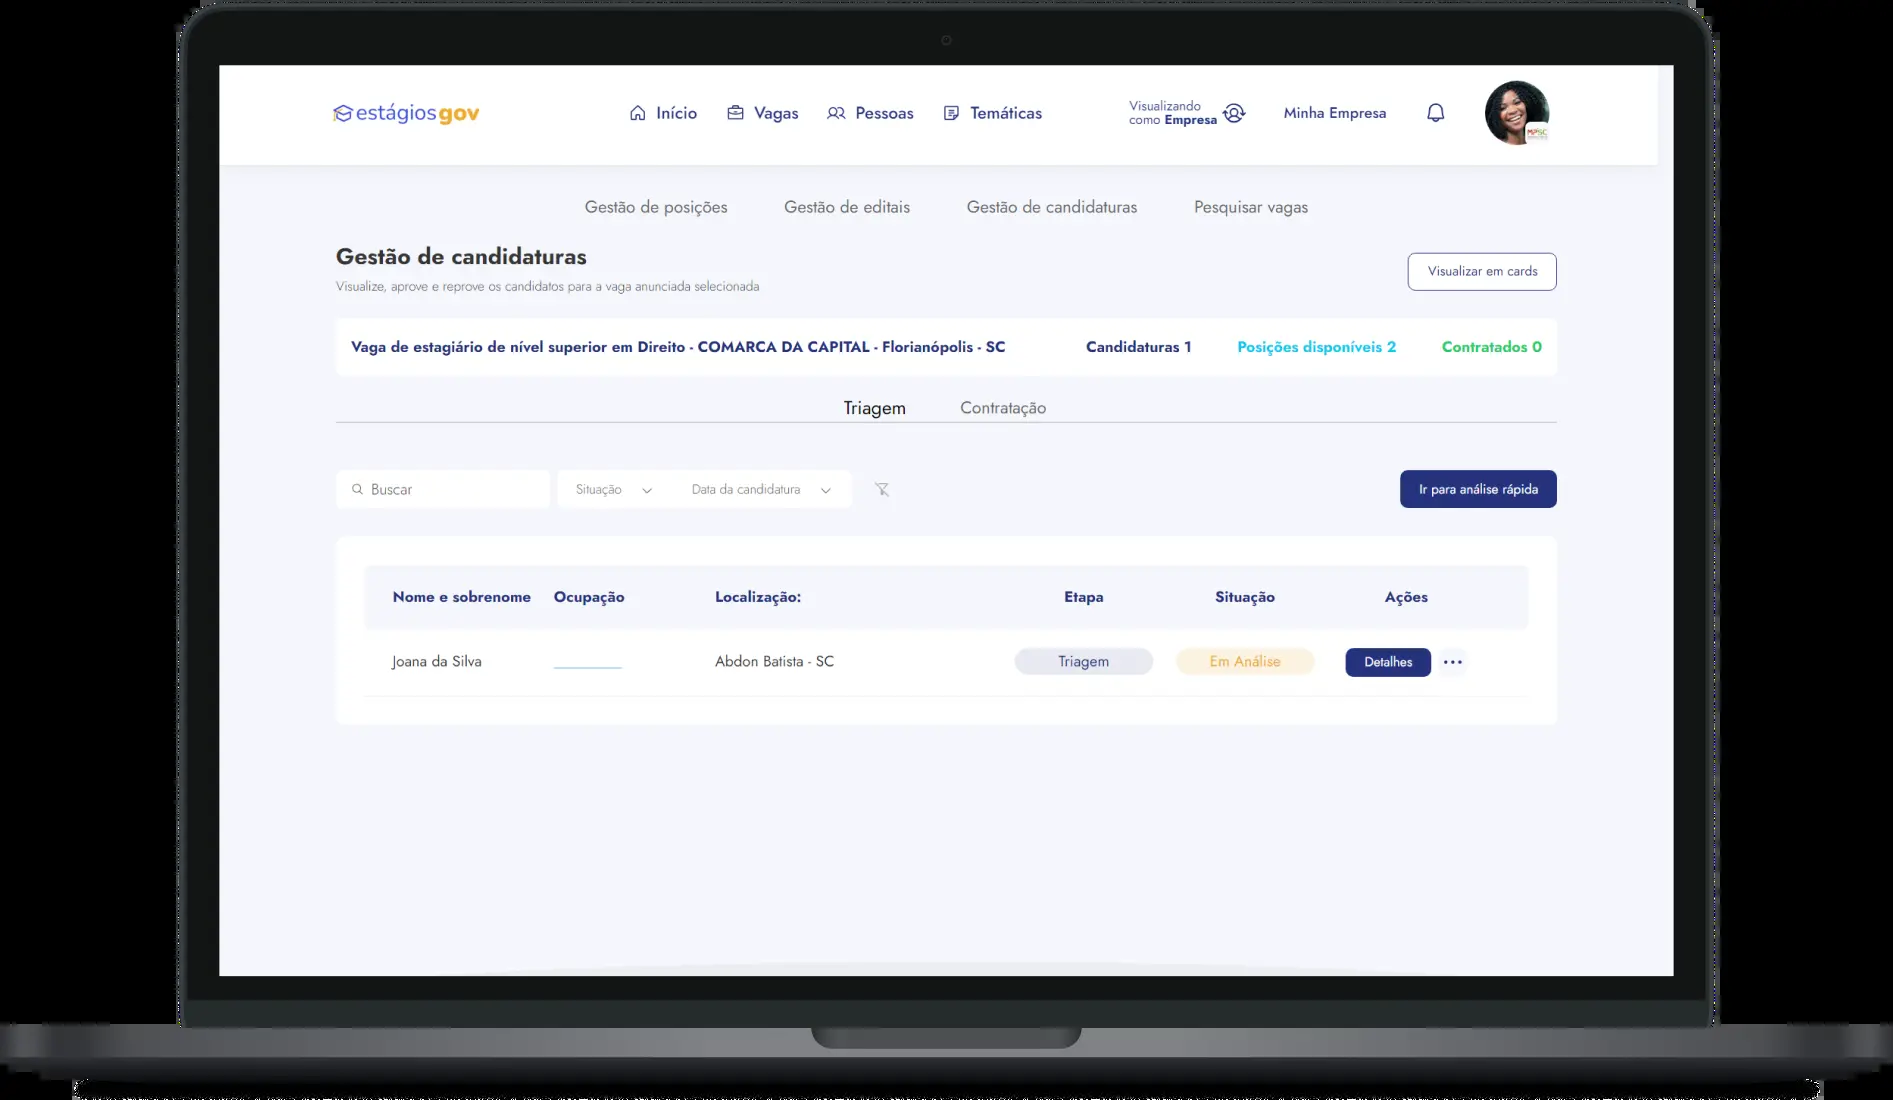 estágiosgov
Início
Vagas
Pessoas
Temáticas
Visualizando
como Empresa
Minha Empresa
MPSC
Gestão de posições
Gestão de editais
Gestão de candidaturas
Pesquisar vagas
Gestão de candidaturas
Visualize, aprove e reprove os candidatos para a vaga anunciada selecionada
Visualizar em cards
Vaga de estagiário de nível superior em Direito - COMARCA DA CAPITAL - Florianópolis - SC
Candidaturas 1
Posições disponíveis 2
Contratados 0
Triagem
Contratação
Buscar
Situação
Data da candidatura
Ir para análise rápida
Nome e sobrenome
Ocupação
Localização:
Etapa
Situação
Ações
Joana da Silva
Abdon Batista - SC
Triagem
Em Análise
Detalhes